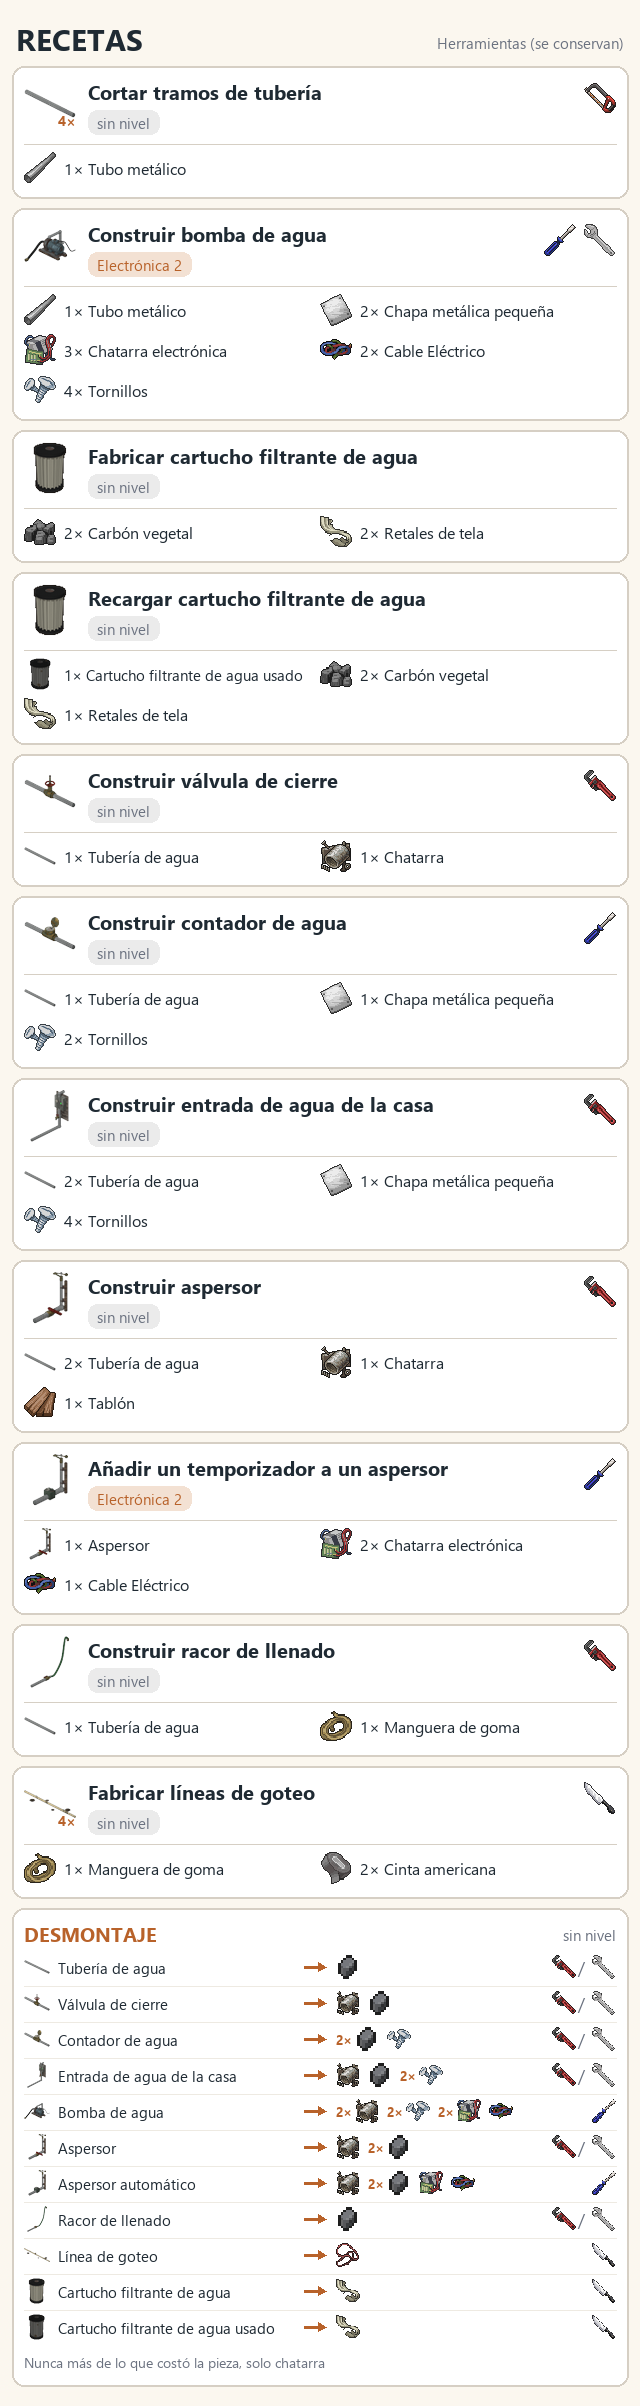 RECETAS
Herramientas (se conservan)
Cortar tramos de tubería
4×
sin nivel
1× Tubo metálico
Construir bomba de agua
Electrónica 2
1× Tubo metálico
2× Chapa metálica pequeña
3× Chatarra electrónica
2× Cable Eléctrico
4× Tornillos
Fabricar cartucho filtrante de agua
sin nivel
2× Carbón vegetal
2× Retales de tela
Recargar cartucho filtrante de agua
sin nivel
1× Cartucho filtrante de agua usado
2× Carbón vegetal
1× Retales de tela
Construir válvula de cierre
sin nivel
1× Tubería de agua
1× Chatarra
Construir contador de agua
sin nivel
1× Tubería de agua
1× Chapa metálica pequeña
2× Tornillos
Construir entrada de agua de la casa
sin nivel
2× Tubería de agua
1× Chapa metálica pequeña
4× Tornillos
Construir aspersor
sin nivel
2× Tubería de agua
1× Chatarra
1× Tablón
Añadir un temporizador a un aspersor
Electrónica 2
1× Aspersor
2× Chatarra electrónica
1× Cable Eléctrico
Construir racor de llenado
sin nivel
1× Tubería de agua
1× Manguera de goma
Fabricar líneas de goteo
4×
sin nivel
1× Manguera de goma
2× Cinta americana
DESMONTAJE
sin nivel
Tubería de agua /
Válvula de cierre /
Contador de agua 2× /
Entrada de agua de la casa 2× /
Bomba de agua 2× 2× 2×
Aspersor 2× /
Aspersor automático 2×
Racor de llenado /
Línea de goteo
Cartucho filtrante de agua
Cartucho filtrante de agua usado
Nunca más de lo que costó la pieza, solo chatarra